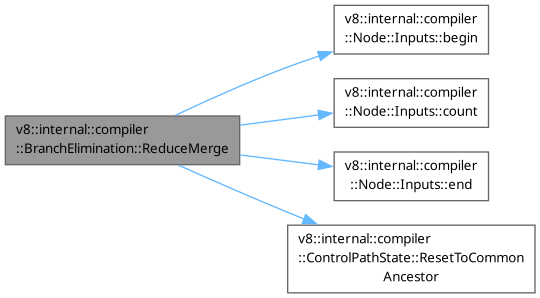 v8::internal::compiler
::BranchElimination::ReduceMerge
v8::internal::compiler
::Node::Inputs::begin
v8::internal::compiler
::Node::Inputs::count
v8::internal::compiler
::Node::Inputs::end
v8::internal::compiler
::ControlPathState::ResetToCommon
Ancestor